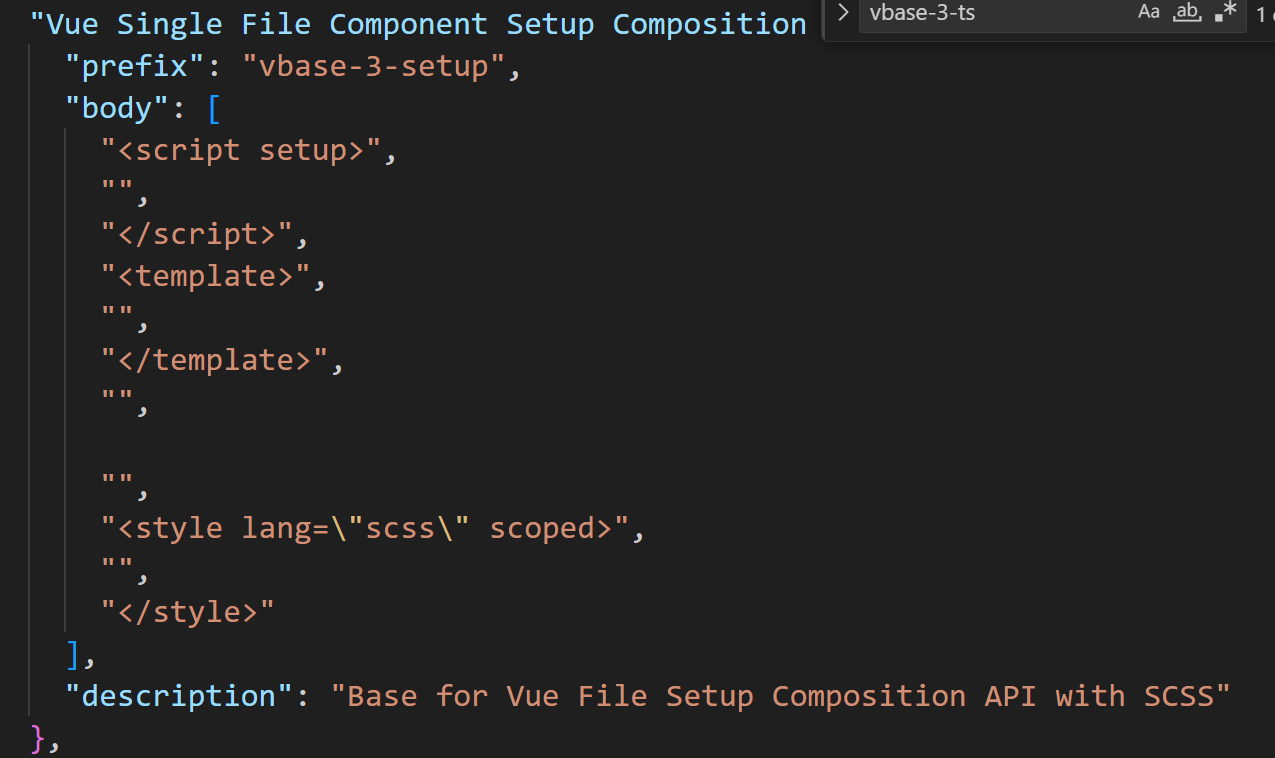 "Vue Single File Component Setup Composition
vbase-3-ts Aa ab .* 1
"prefix": "vbase-3-setup",
"body": [
"<script setup>",
"",
"</script>",
"<template>",
"",
"</template>",
"",
"",
"<style lang=\"scss\" scoped>",
"",
"</style>"
],
"description": "Base for Vue File Setup Composition API with SCSS"
},